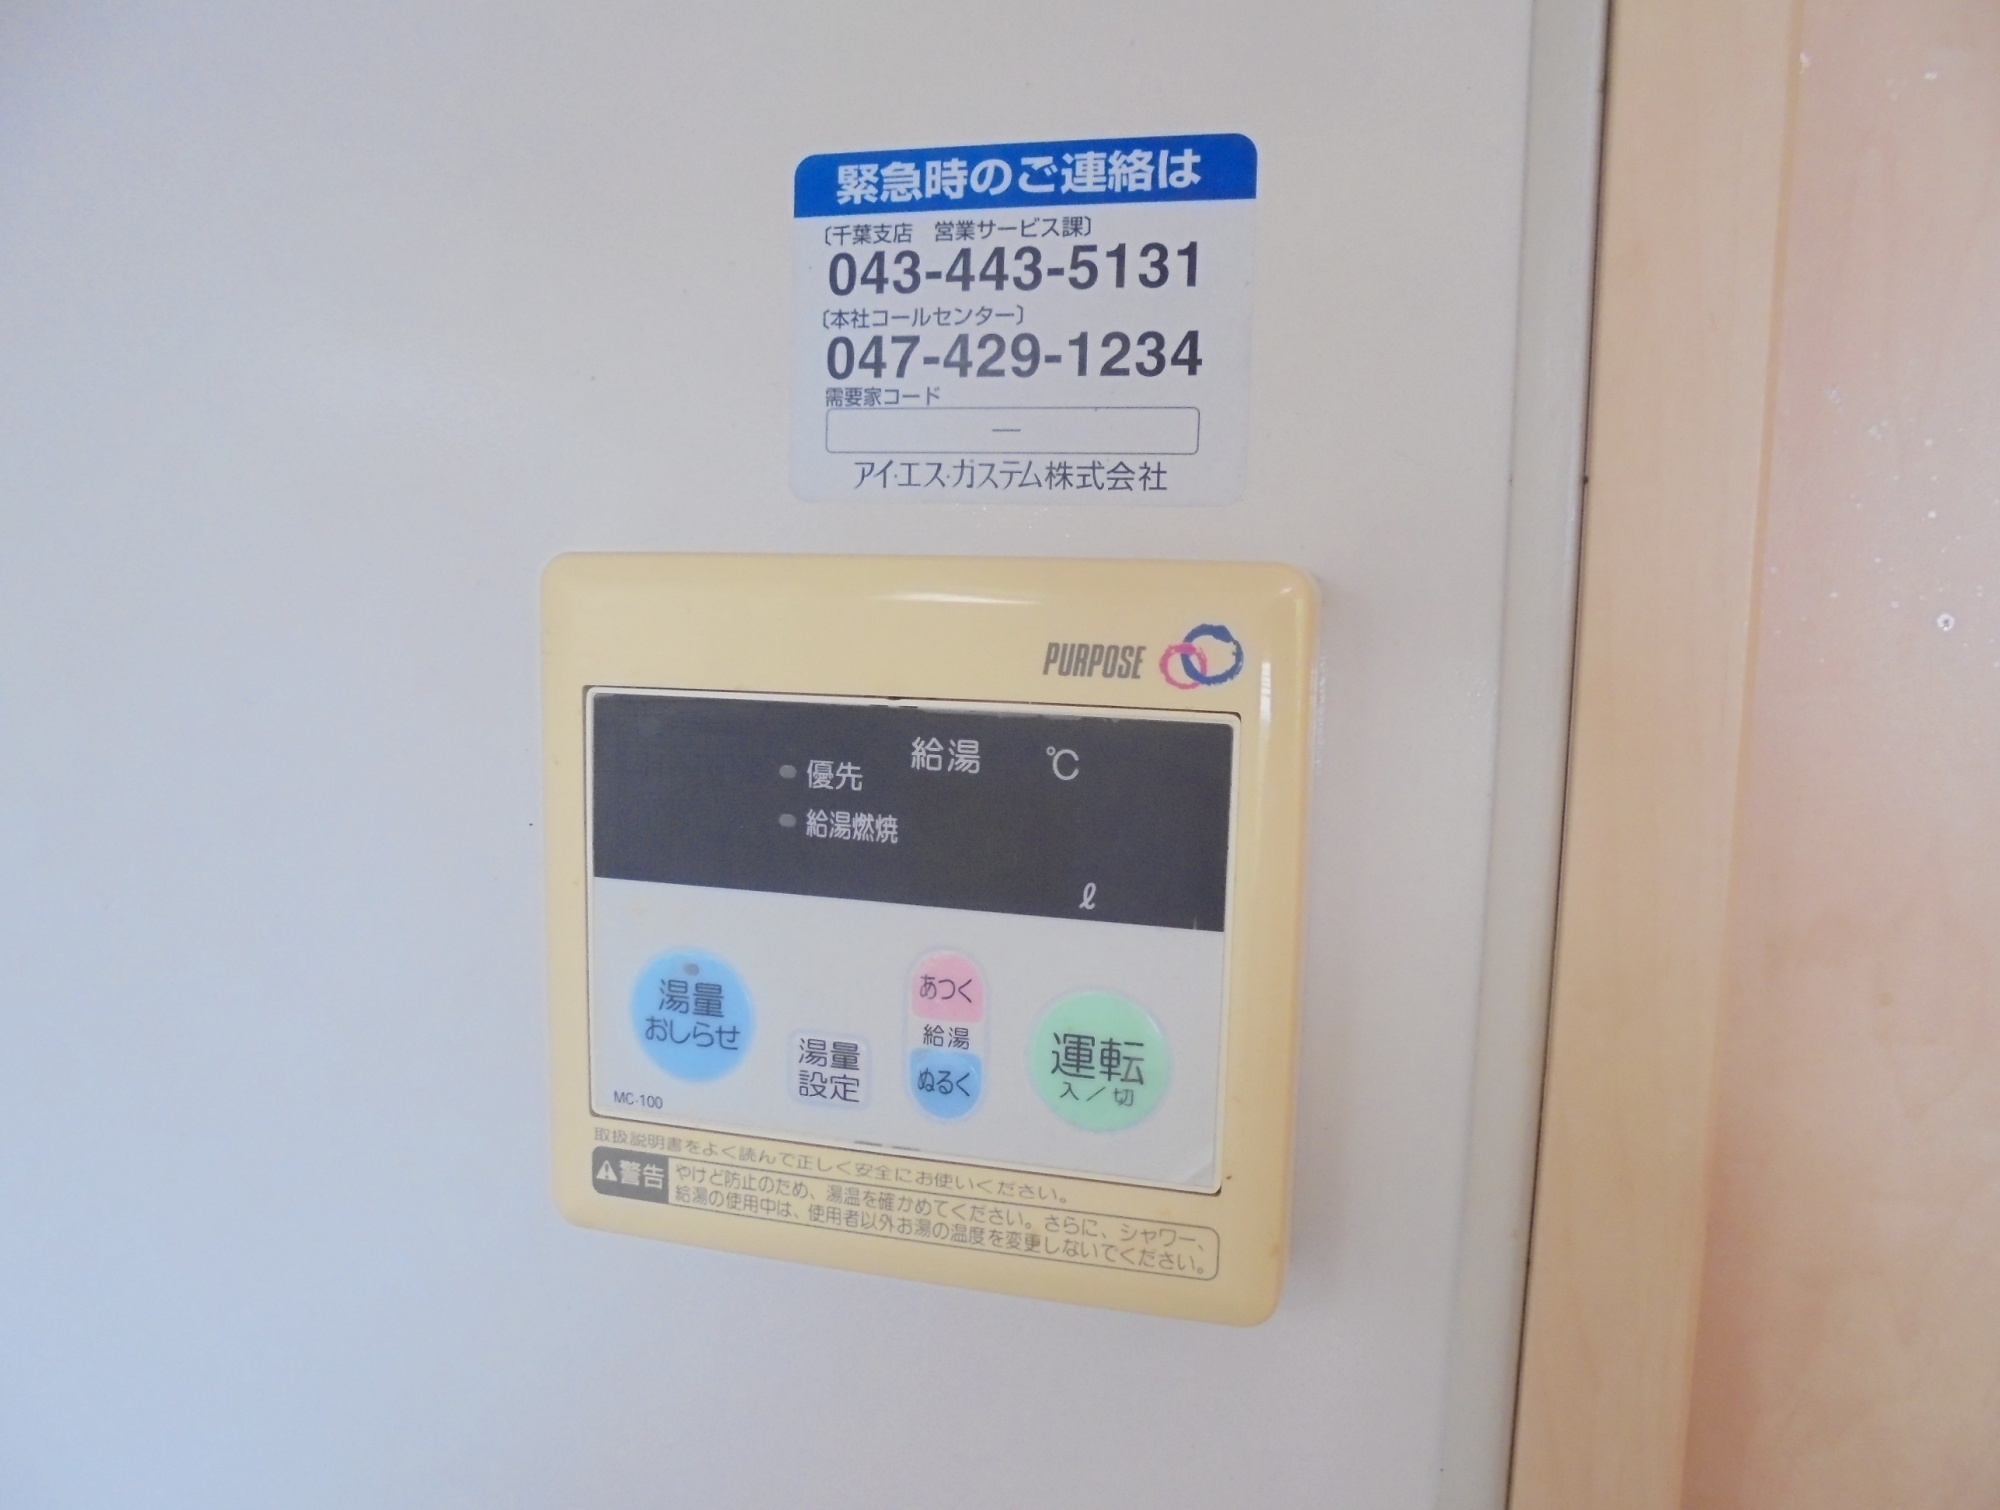 緊急時のご連絡は
〔千葉支店　営業サービス課〕
043-443-5131
〔本社コールセンター〕
047-429-1234
需要家コード
—
アイ・エス・ガステム株式会社
PURPOSE
給湯 ℃
優先
給湯燃焼
ℓ
湯量
おしらせ
湯量
設定
あつく
給湯
ぬるく
運転
入／切
MC-100
取扱説明書をよく読んで正しく安全にお使いください。
警告
やけど防止のため、湯温を確かめてください。さらに、シャワー、
給湯の使用中は、使用者以外お湯の温度を変更しないでください。